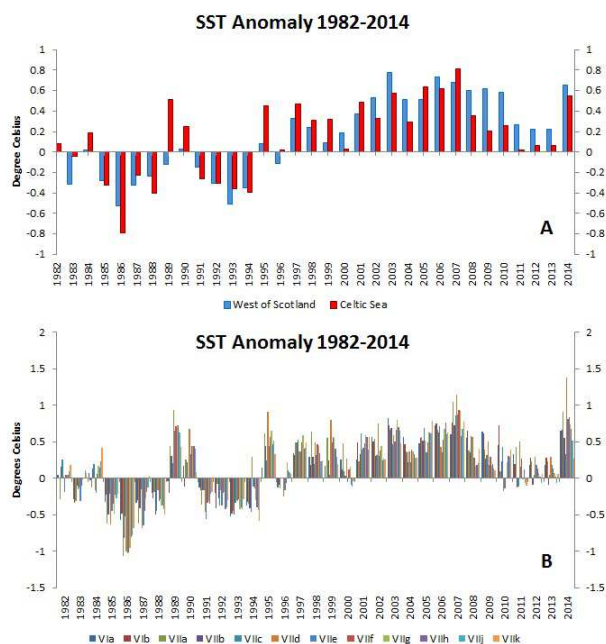 SST Anomaly 1982-2014
Degree Celsius
1
0.8
0.6
0.4
0.2
0
-0.2
-0.4
-0.6
-0.8
-1
A
1982 1983 1984 1985 1986 1987 1988 1989 1990 1991 1992 1993 1994 1995 1996 1997 1998 1999 2000 2001 2002 2003 2004 2005 2006 2007 2008 2009 2010 2011 2012 2013 2014
West of Scotland Celtic Sea
SST Anomaly 1982-2014
Degrees Celsius
2
1.5
1
0.5
0
-0.5
-1
-1.5
B
1982 1983 1984 1985 1986 1987 1988 1989 1990 1991 1992 1993 1994 1995 1996 1997 1998 1999 2000 2001 2002 2003 2004 2005 2006 2007 2008 2009 2010 2011 2012 2013 2014
VIa VIb VIIa VIIb VIIc VIId VIIe VIIf VIIg VIIh VIIj VIIk